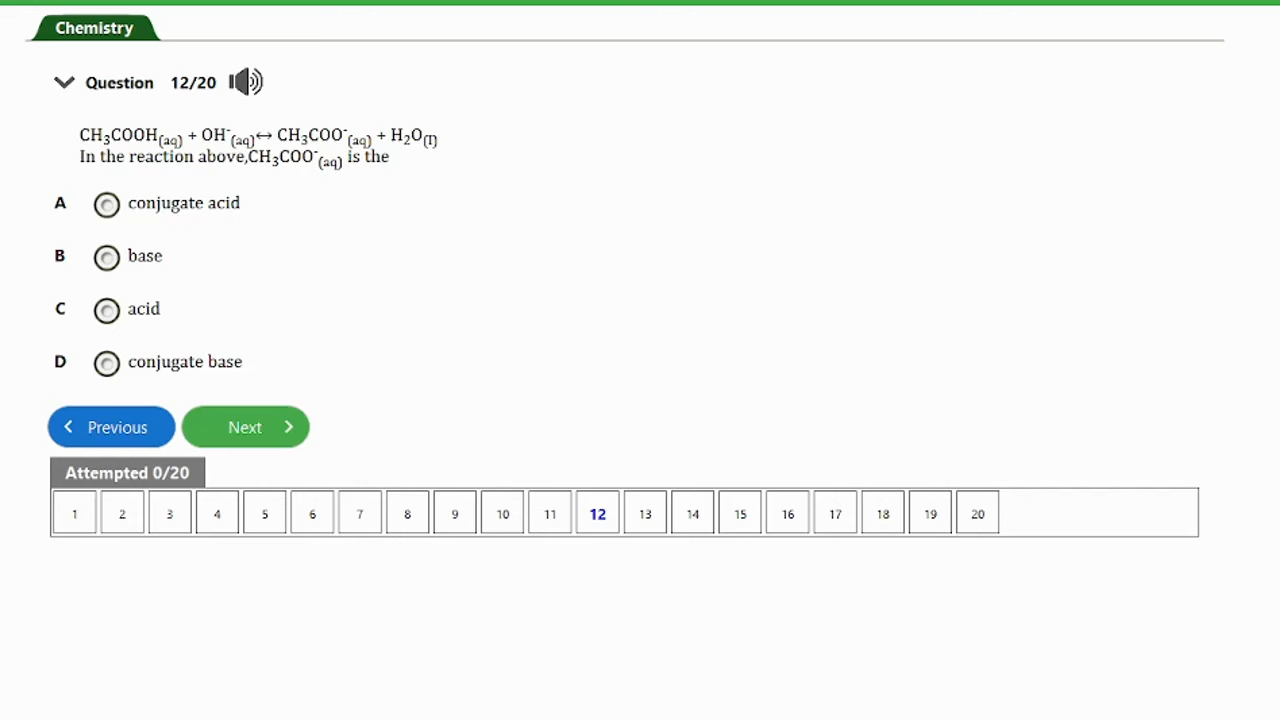 Chemistry
Question 12/20
CH₃COOH(aq) + OH⁻(aq)↔ CH₃COO⁻(aq) + H₂O(l)
In the reaction above,CH₃COO⁻(aq) is the
A conjugate acid
B base
C acid
D conjugate base
Previous Next
Attempted 0/20
1 2 3 4 5 6 7 8 9 10 11 12 13 14 15 16 17 18 19 20